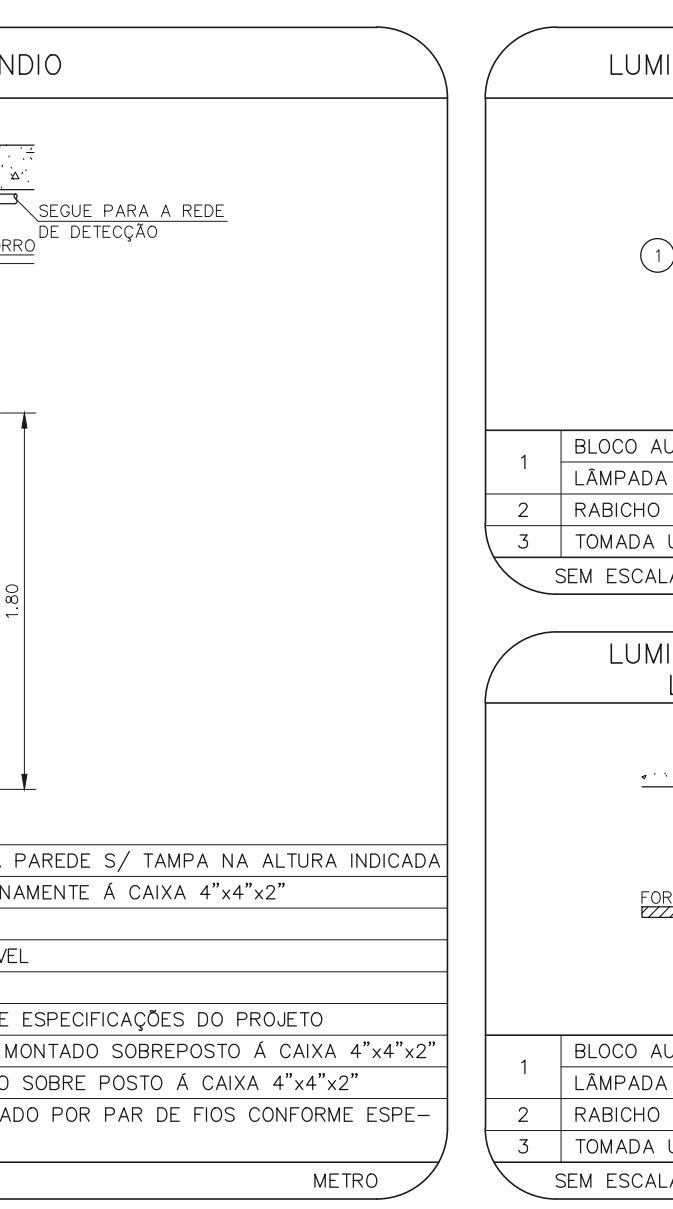 NDIO
SEGUE PARA A REDE
DE DETECÇÃO
ORRO
1.80
A PAREDE S/ TAMPA NA ALTURA INDICADA
NAMENTE Á CAIXA 4”x4”x2”
VEL
E ESPECIFICAÇÕES DO PROJETO
MONTADO SOBREPOSTO Á CAIXA 4”x4”x2”
O SOBRE POSTO Á CAIXA 4”x4”x2”
ADO POR PAR DE FIOS CONFORME ESPE–
METRO
LUMI
1
1
BLOCO AU
LÂMPADA
2 RABICHO
3 TOMADA U
SEM ESCALA
LUMI
L
FOR
1
BLOCO AU
LÂMPADA
2 RABICHO
3 TOMADA U
SEM ESCALA